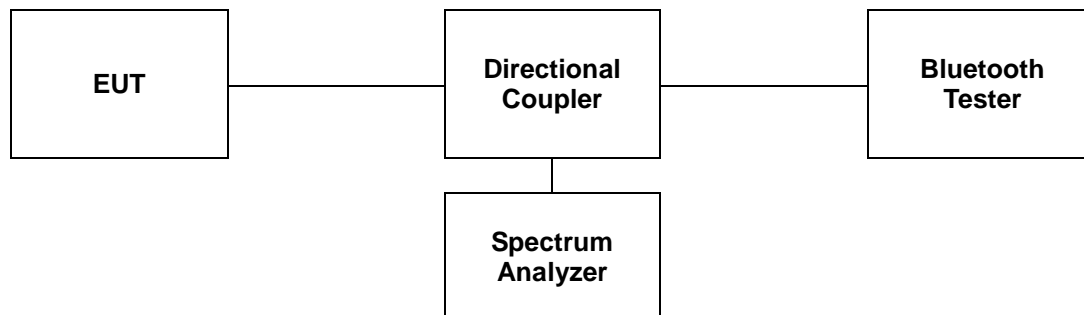 EUT
Directional
Coupler
Bluetooth
Tester
Spectrum
Analyzer